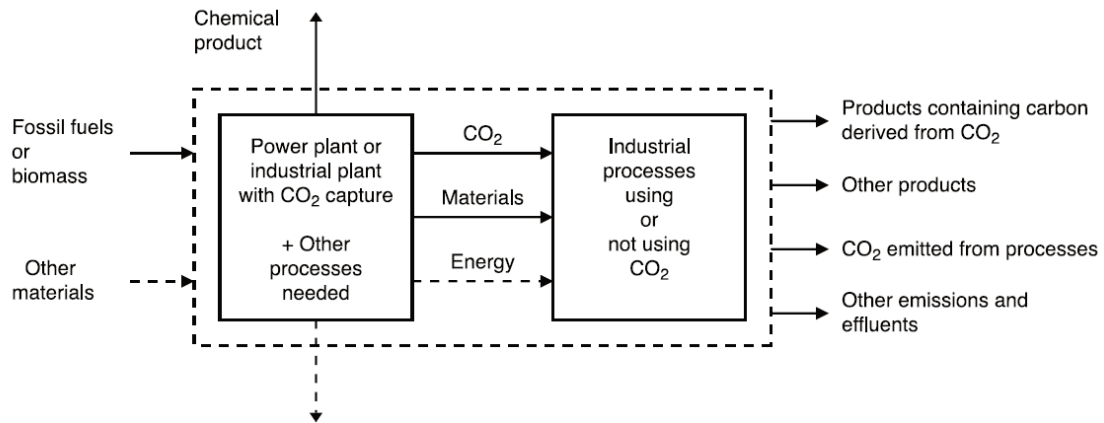 Chemical
product
Fossil fuels
or
biomass
Other
materials
Power plant or
industrial plant
with CO₂ capture
+ Other
processes
needed
CO₂
Materials
Energy
Industrial
processes
using
or
not using
CO₂
Products containing carbon
derived from CO₂
Other products
CO₂ emitted from processes
Other emissions and
effluents